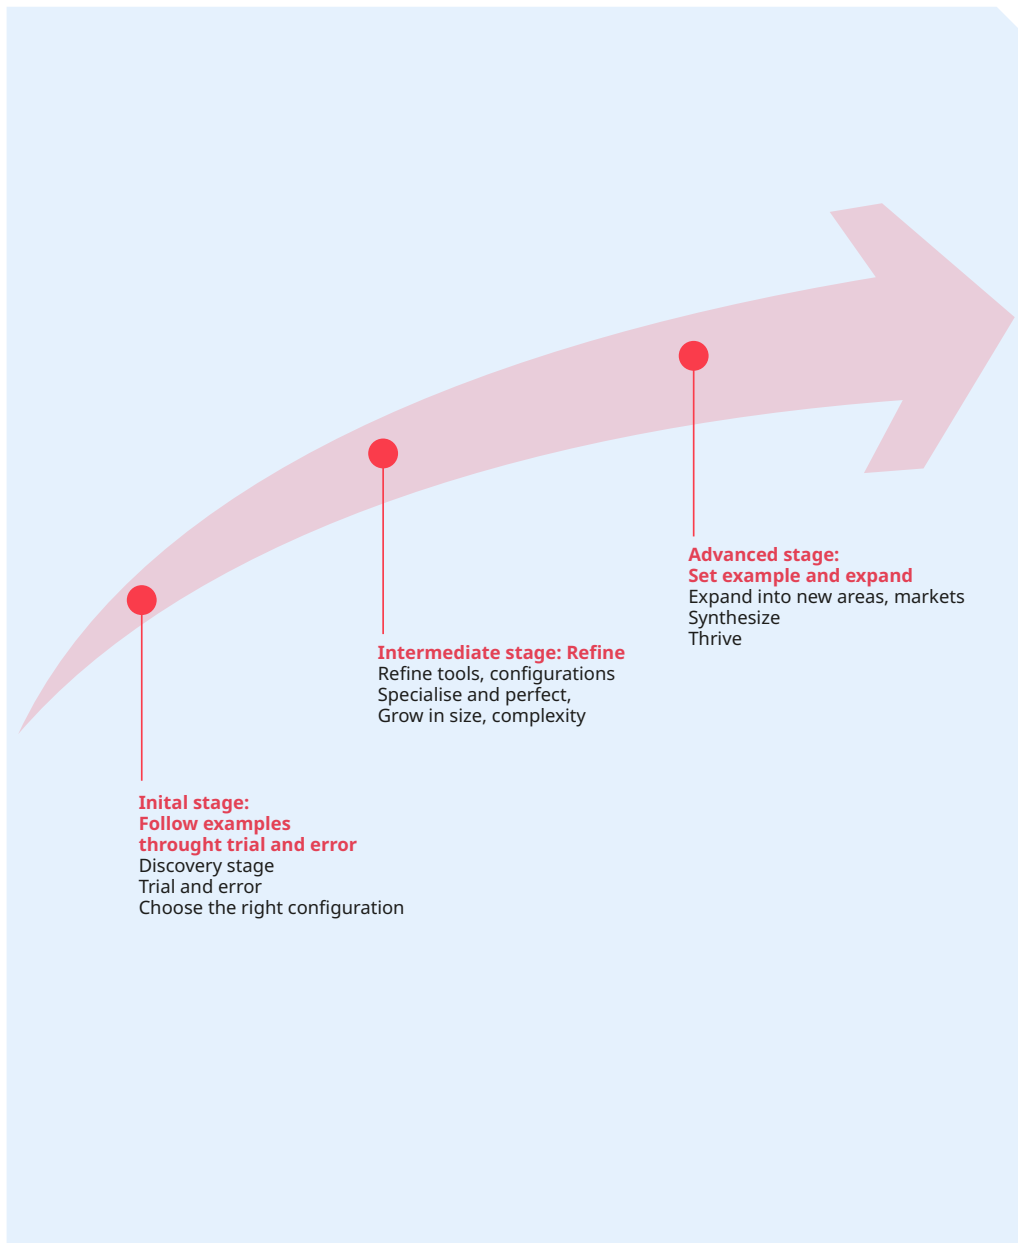 Advanced stage:
Set example and expand
Expand into new areas, markets
Synthesize
Thrive
Intermediate stage: Refine
Refine tools, configurations
Specialise and perfect,
Grow in size, complexity
Inital stage:
Follow examples
throught trial and error
Discovery stage
Trial and error
Choose the right configuration